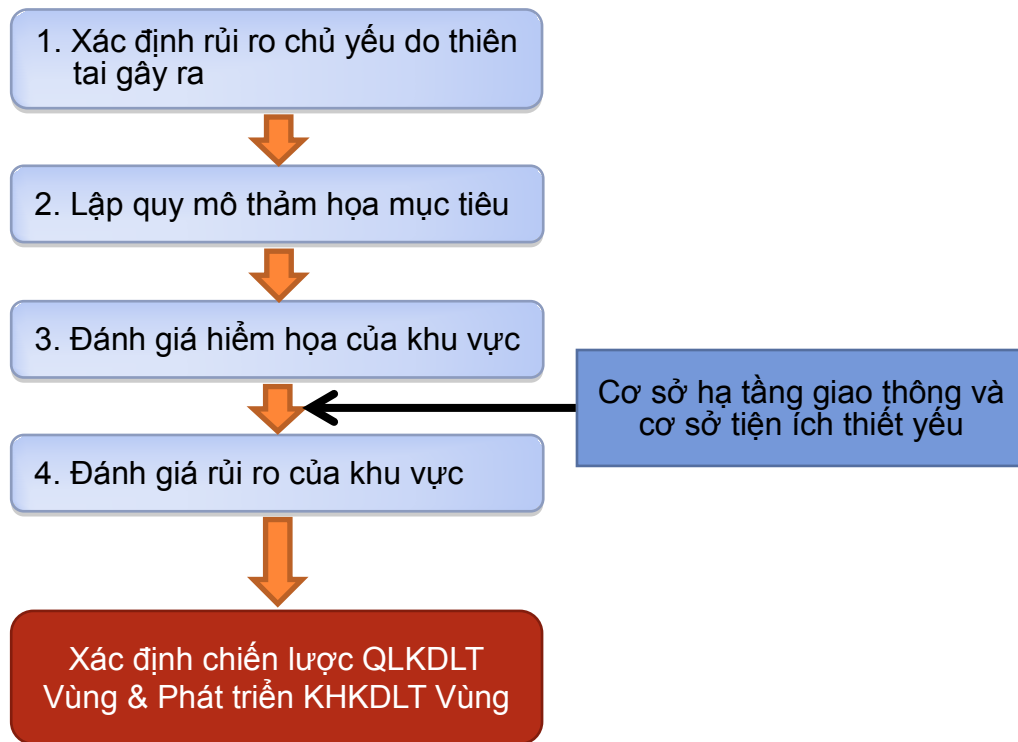 1. Xác định rủi ro chủ yếu do thiên
tai gây ra
2. Lập quy mô thảm họa mục tiêu
3. Đánh giá hiểm họa của khu vực
Cơ sở hạ tầng giao thông và
cơ sở tiện ích thiết yếu
4. Đánh giá rủi ro của khu vực
Xác định chiến lược QLKDLT
Vùng & Phát triển KHKDLT Vùng